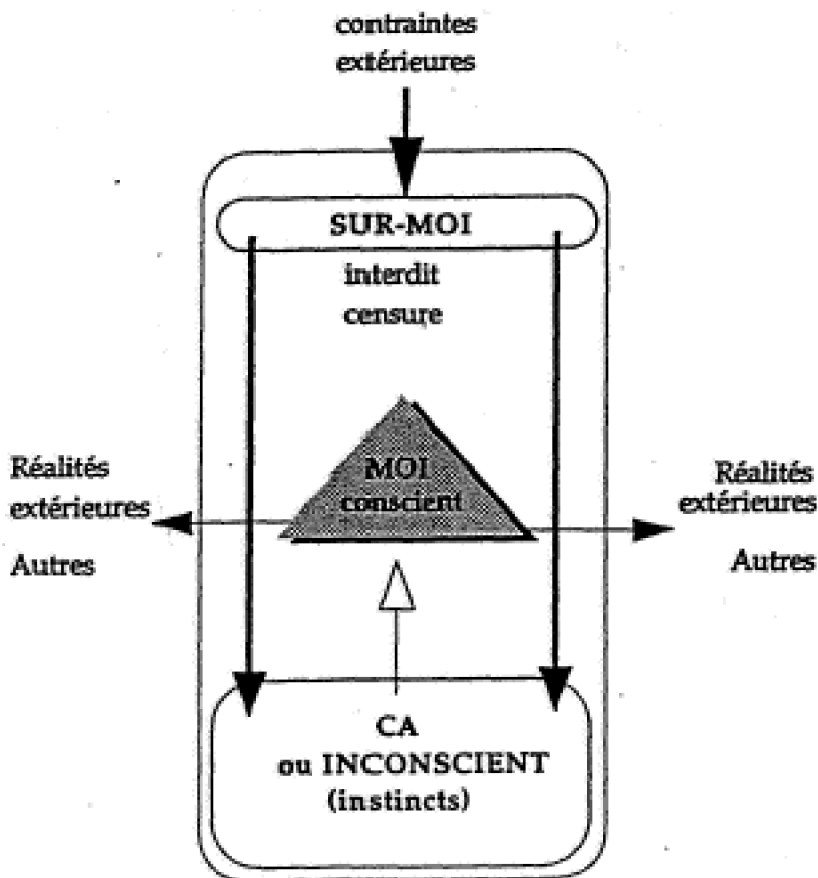 contraintes
extérieures
SUR-MOI
interdit
censure
MOI
conscient
Réalités
extérieures
Autres
Réalités
extérieures
Autres
CA
ou INCONSCIENT
(instincts)